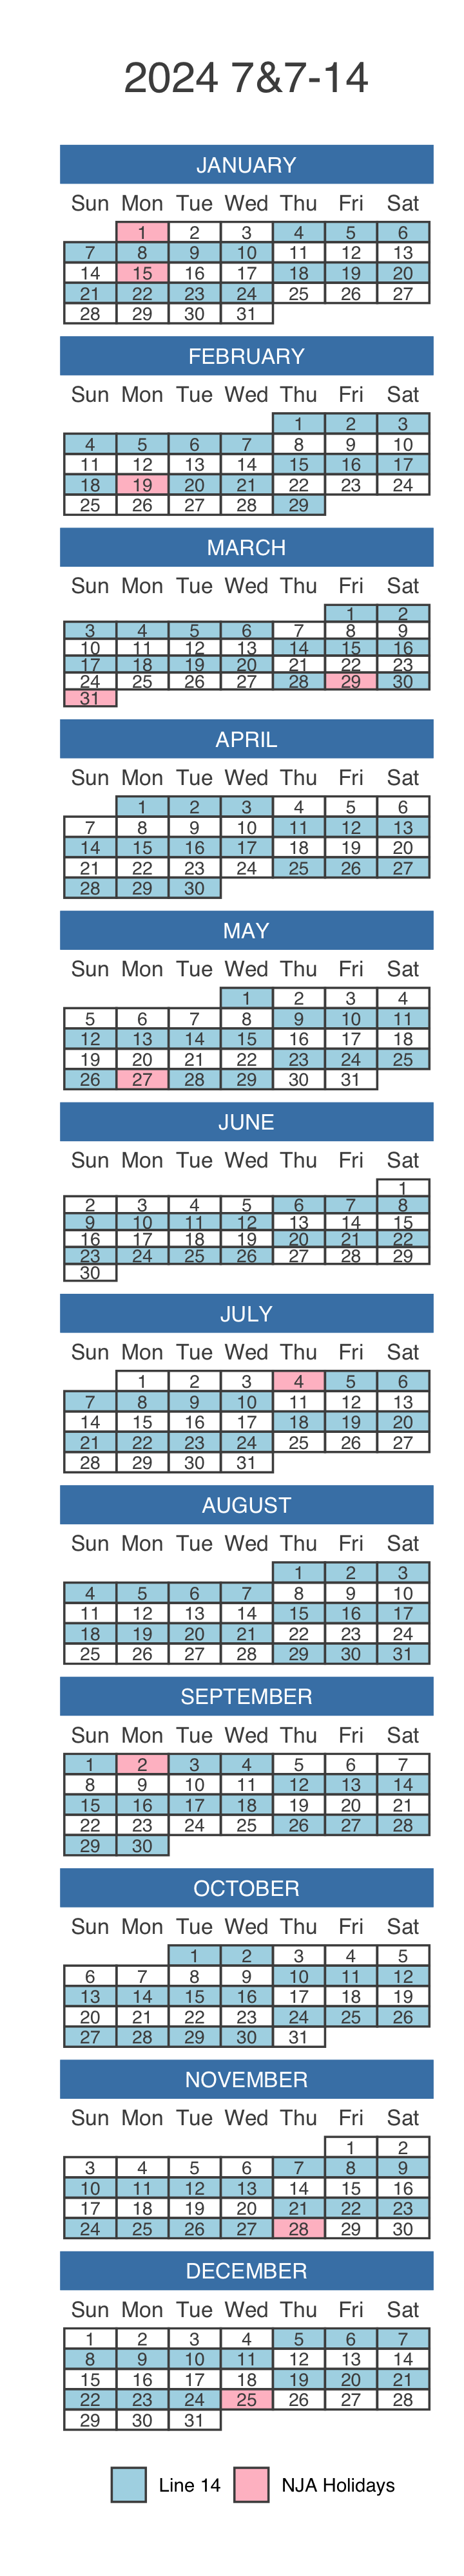 2024 7&7-14
JANUARY
Sun Mon Tue Wed Thu Fri Sat
1 2 3 4 5 6
7 8 9 10 11 12 13
14 15 16 17 18 19 20
21 22 23 24 25 26 27
28 29 30 31
FEBRUARY
Sun Mon Tue Wed Thu Fri Sat
1 2 3
4 5 6 7 8 9 10
11 12 13 14 15 16 17
18 19 20 21 22 23 24
25 26 27 28 29
MARCH
Sun Mon Tue Wed Thu Fri Sat
1 2
3 4 5 6 7 8 9
10 11 12 13 14 15 16
17 18 19 20 21 22 23
24 25 26 27 28 29 30
31
APRIL
Sun Mon Tue Wed Thu Fri Sat
1 2 3 4 5 6
7 8 9 10 11 12 13
14 15 16 17 18 19 20
21 22 23 24 25 26 27
28 29 30
MAY
Sun Mon Tue Wed Thu Fri Sat
1 2 3 4
5 6 7 8 9 10 11
12 13 14 15 16 17 18
19 20 21 22 23 24 25
26 27 28 29 30 31
JUNE
Sun Mon Tue Wed Thu Fri Sat
1
2 3 4 5 6 7 8
9 10 11 12 13 14 15
16 17 18 19 20 21 22
23 24 25 26 27 28 29
30
JULY
Sun Mon Tue Wed Thu Fri Sat
1 2 3 4 5 6
7 8 9 10 11 12 13
14 15 16 17 18 19 20
21 22 23 24 25 26 27
28 29 30 31
AUGUST
Sun Mon Tue Wed Thu Fri Sat
1 2 3
4 5 6 7 8 9 10
11 12 13 14 15 16 17
18 19 20 21 22 23 24
25 26 27 28 29 30 31
SEPTEMBER
Sun Mon Tue Wed Thu Fri Sat
1 2 3 4 5 6 7
8 9 10 11 12 13 14
15 16 17 18 19 20 21
22 23 24 25 26 27 28
29 30
OCTOBER
Sun Mon Tue Wed Thu Fri Sat
1 2 3 4 5
6 7 8 9 10 11 12
13 14 15 16 17 18 19
20 21 22 23 24 25 26
27 28 29 30 31
NOVEMBER
Sun Mon Tue Wed Thu Fri Sat
1 2
3 4 5 6 7 8 9
10 11 12 13 14 15 16
17 18 19 20 21 22 23
24 25 26 27 28 29 30
DECEMBER
Sun Mon Tue Wed Thu Fri Sat
1 2 3 4 5 6 7
8 9 10 11 12 13 14
15 16 17 18 19 20 21
22 23 24 25 26 27 28
29 30 31
Line 14 NJA Holidays